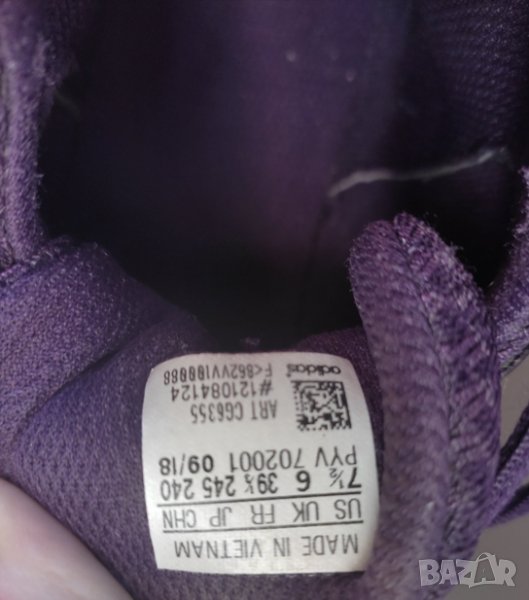 MADE IN VIETNAM
US UK FR JP CHN
7½ 6 39⅓ 245 240
PYV 702001 09/18
ART CG6355
#121084124
F<862VV100088
adidas
BAZAR